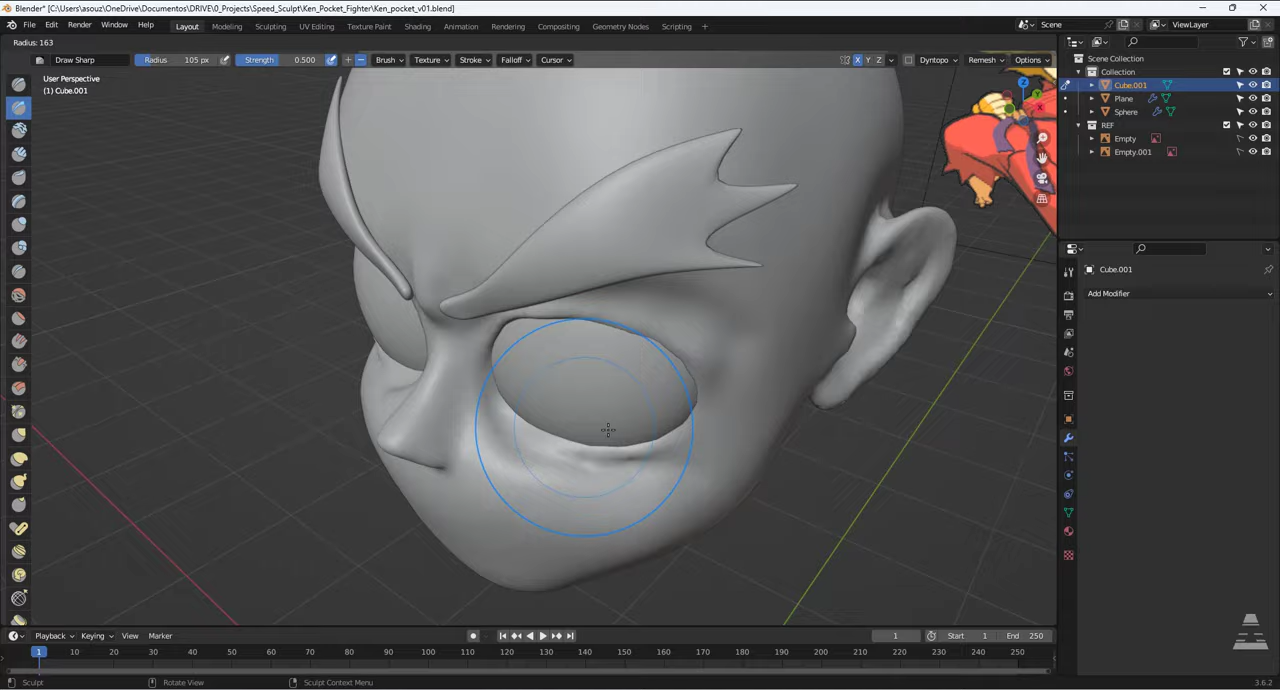 Blender* [C:\Users\asouz\OneDrive\Documentos\DRIVE\0_Projects\Speed_Sculpt\Ken_Pocket_Fighter\Ken_pocket_v01.blend]
File Edit Render Window Help Layout Modeling Sculpting UV Editing Texture Paint Shading Animation Rendering Compositing Geometry Nodes Scripting + Scene ViewLayer
Radius: 163
Draw Sharp Radius 105 px Strength 0.500 Brush Texture Stroke Falloff Cursor X Y Z Dyntopo Remesh Options
User Perspective
(1) Cube.001
Scene Collection
Collection
Cube.001
Plane
Sphere
REF
Empty
Empty.001
Cube.001
Add Modifier
Playback Keying View Marker 1 Start 1 End 250
1 10 20 30 40 50 60 70 80 90 100 110 120 130 140 150 160 170 180 190 200 210 220 230 240 250
Sculpt Rotate View Sculpt Context Menu 3.6.2